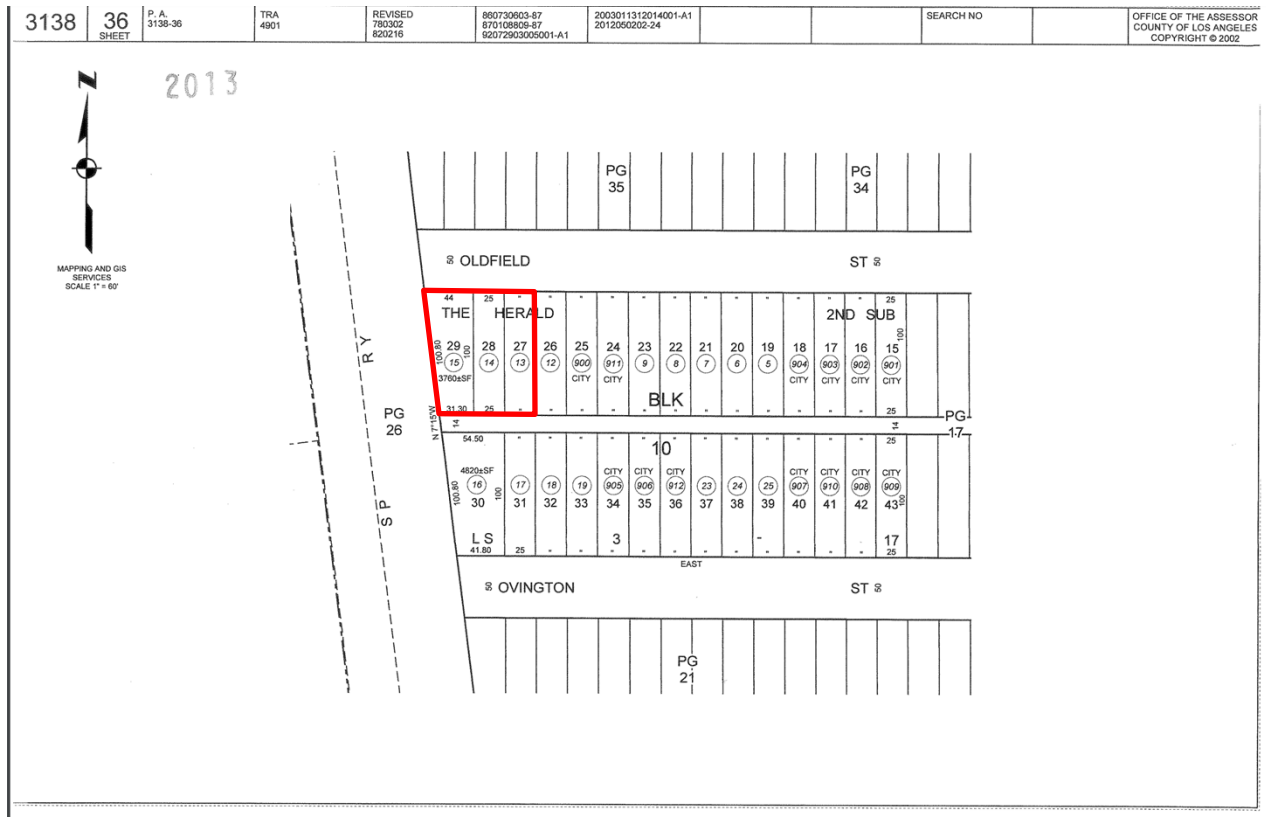 3138
36
SHEET
P. A.
3138-36
TRA
4901
REVISED
780302
820216
860730603-87
870108809-87
92072903005001-A1
2003011312014001-A1
2012050202-24
SEARCH NO
OFFICE OF THE ASSESSOR
COUNTY OF LOS ANGELES
COPYRIGHT © 2002
N
2013
MAPPING AND GIS
SERVICES
SCALE 1" = 60'
PG
35
PG
34
50 OLDFIELD ST 50
44 25 " " " " " " " " " " " " 25
THE HERALD 2ND SUB
100.80 100 100
29 28 27 26 25 24 23 22 21 20 19 18 17 16 15
15 14 13 12 900 911 9 8 7 6 5 904 903 902 901
3760±SF CITY CITY CITY CITY CITY CITY
BLK
31.30 25 " " " " " " " " " " " " 25
RY
PG
26
N 7°15'W
14 14
PG
17
54.50 " " " " " " " " " " " " 25
10
4820±SF CITY CITY CITY CITY CITY CITY CITY
16 17 18 19 905 906 912 23 24 25 907 910 908 909
100.80 100 100
30 31 32 33 34 35 36 37 38 39 40 41 42 43
SP
L S 3 - 17
41.80 25 " " " " " " " " " " " 25
EAST
50 OVINGTON ST 50
PG
21